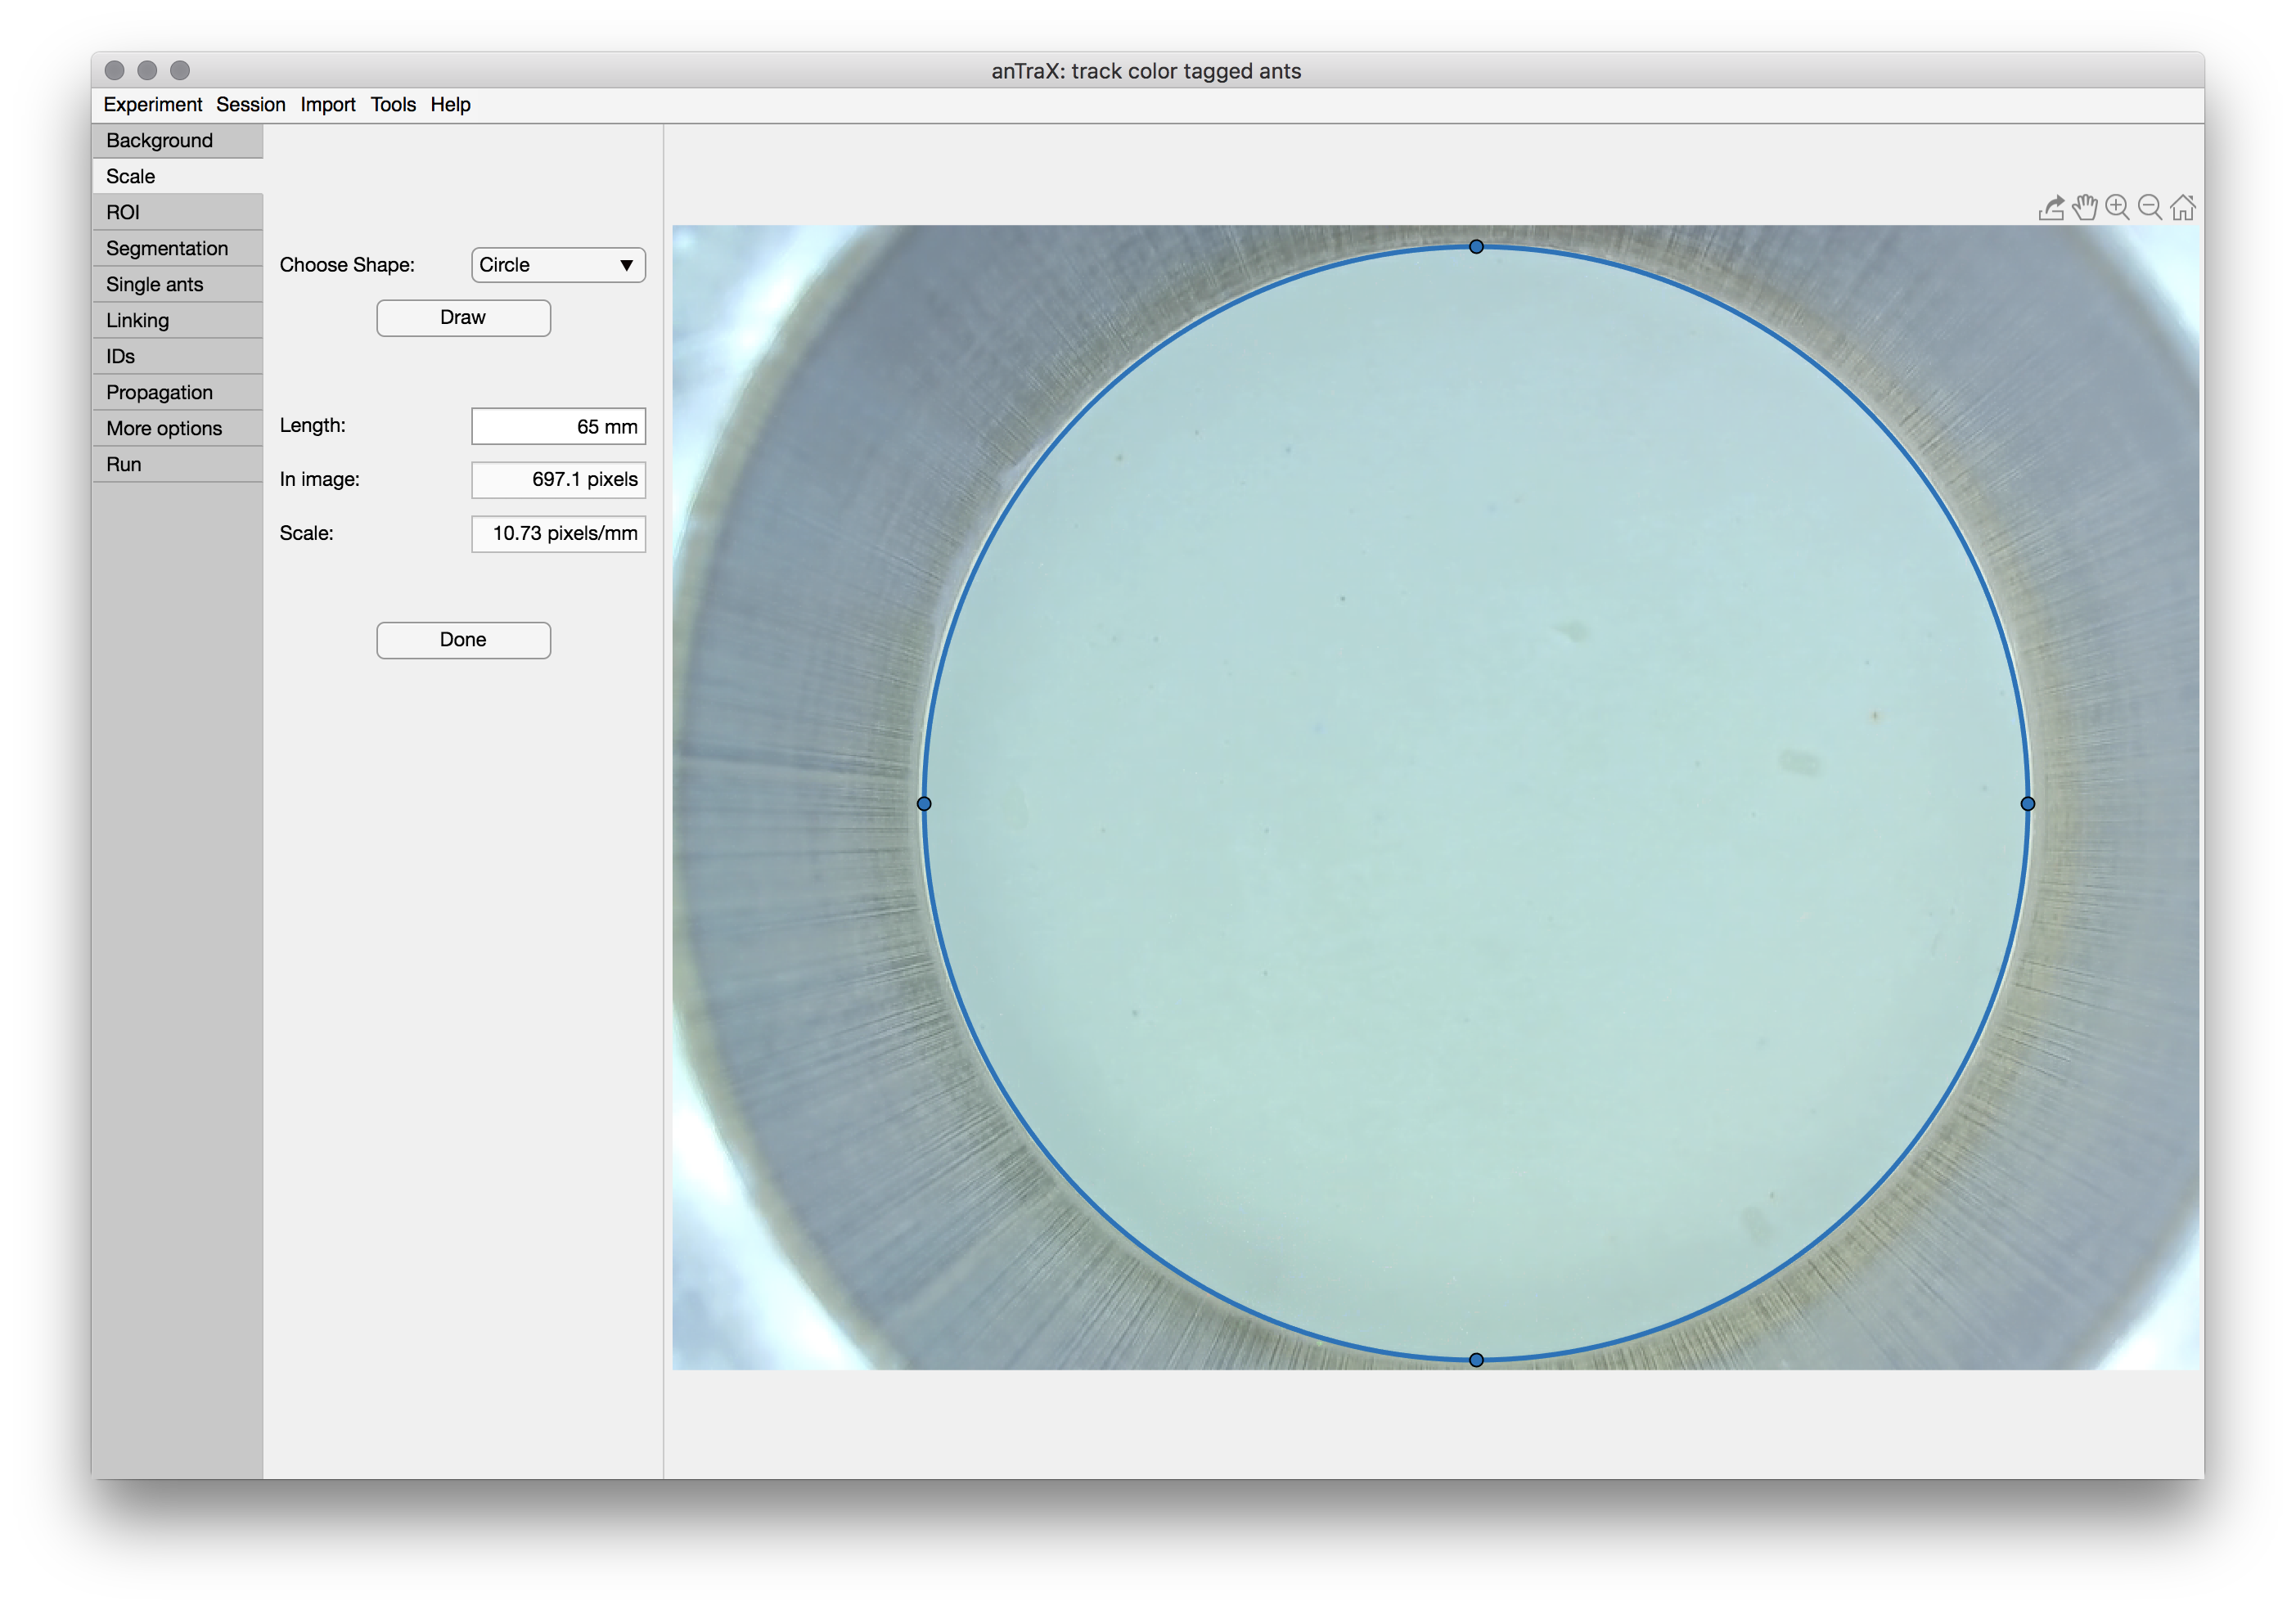 anTraX: track color tagged ants
Experiment Session Import Tools Help
Background
Scale
ROI
Segmentation
Single ants
Linking
IDs
Propagation
More options
Run
Choose Shape: Circle
Draw
Length: 65 mm
In image: 697.1 pixels
Scale: 10.73 pixels/mm
Done